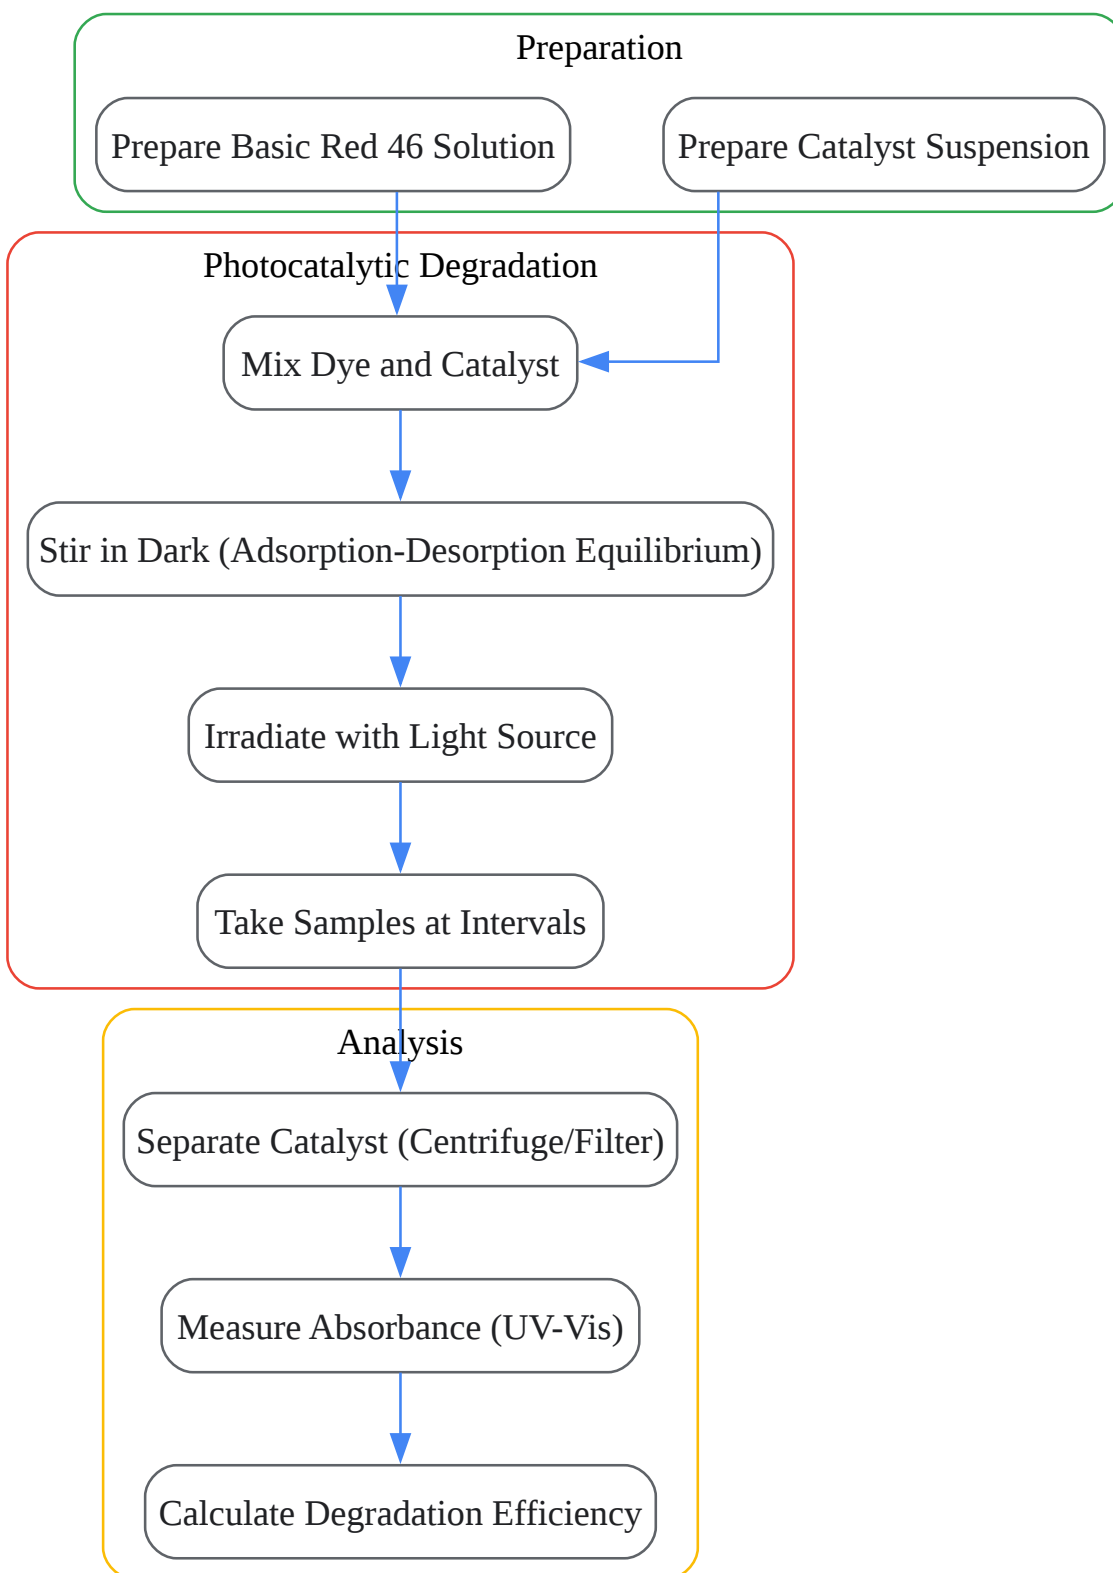 Preparation
Prepare Basic Red 46 Solution
Prepare Catalyst Suspension
Photocatalytic Degradation
Mix Dye and Catalyst
Stir in Dark (Adsorption-Desorption Equilibrium)
Irradiate with Light Source
Take Samples at Intervals
Analysis
Separate Catalyst (Centrifuge/Filter)
Measure Absorbance (UV-Vis)
Calculate Degradation Efficiency